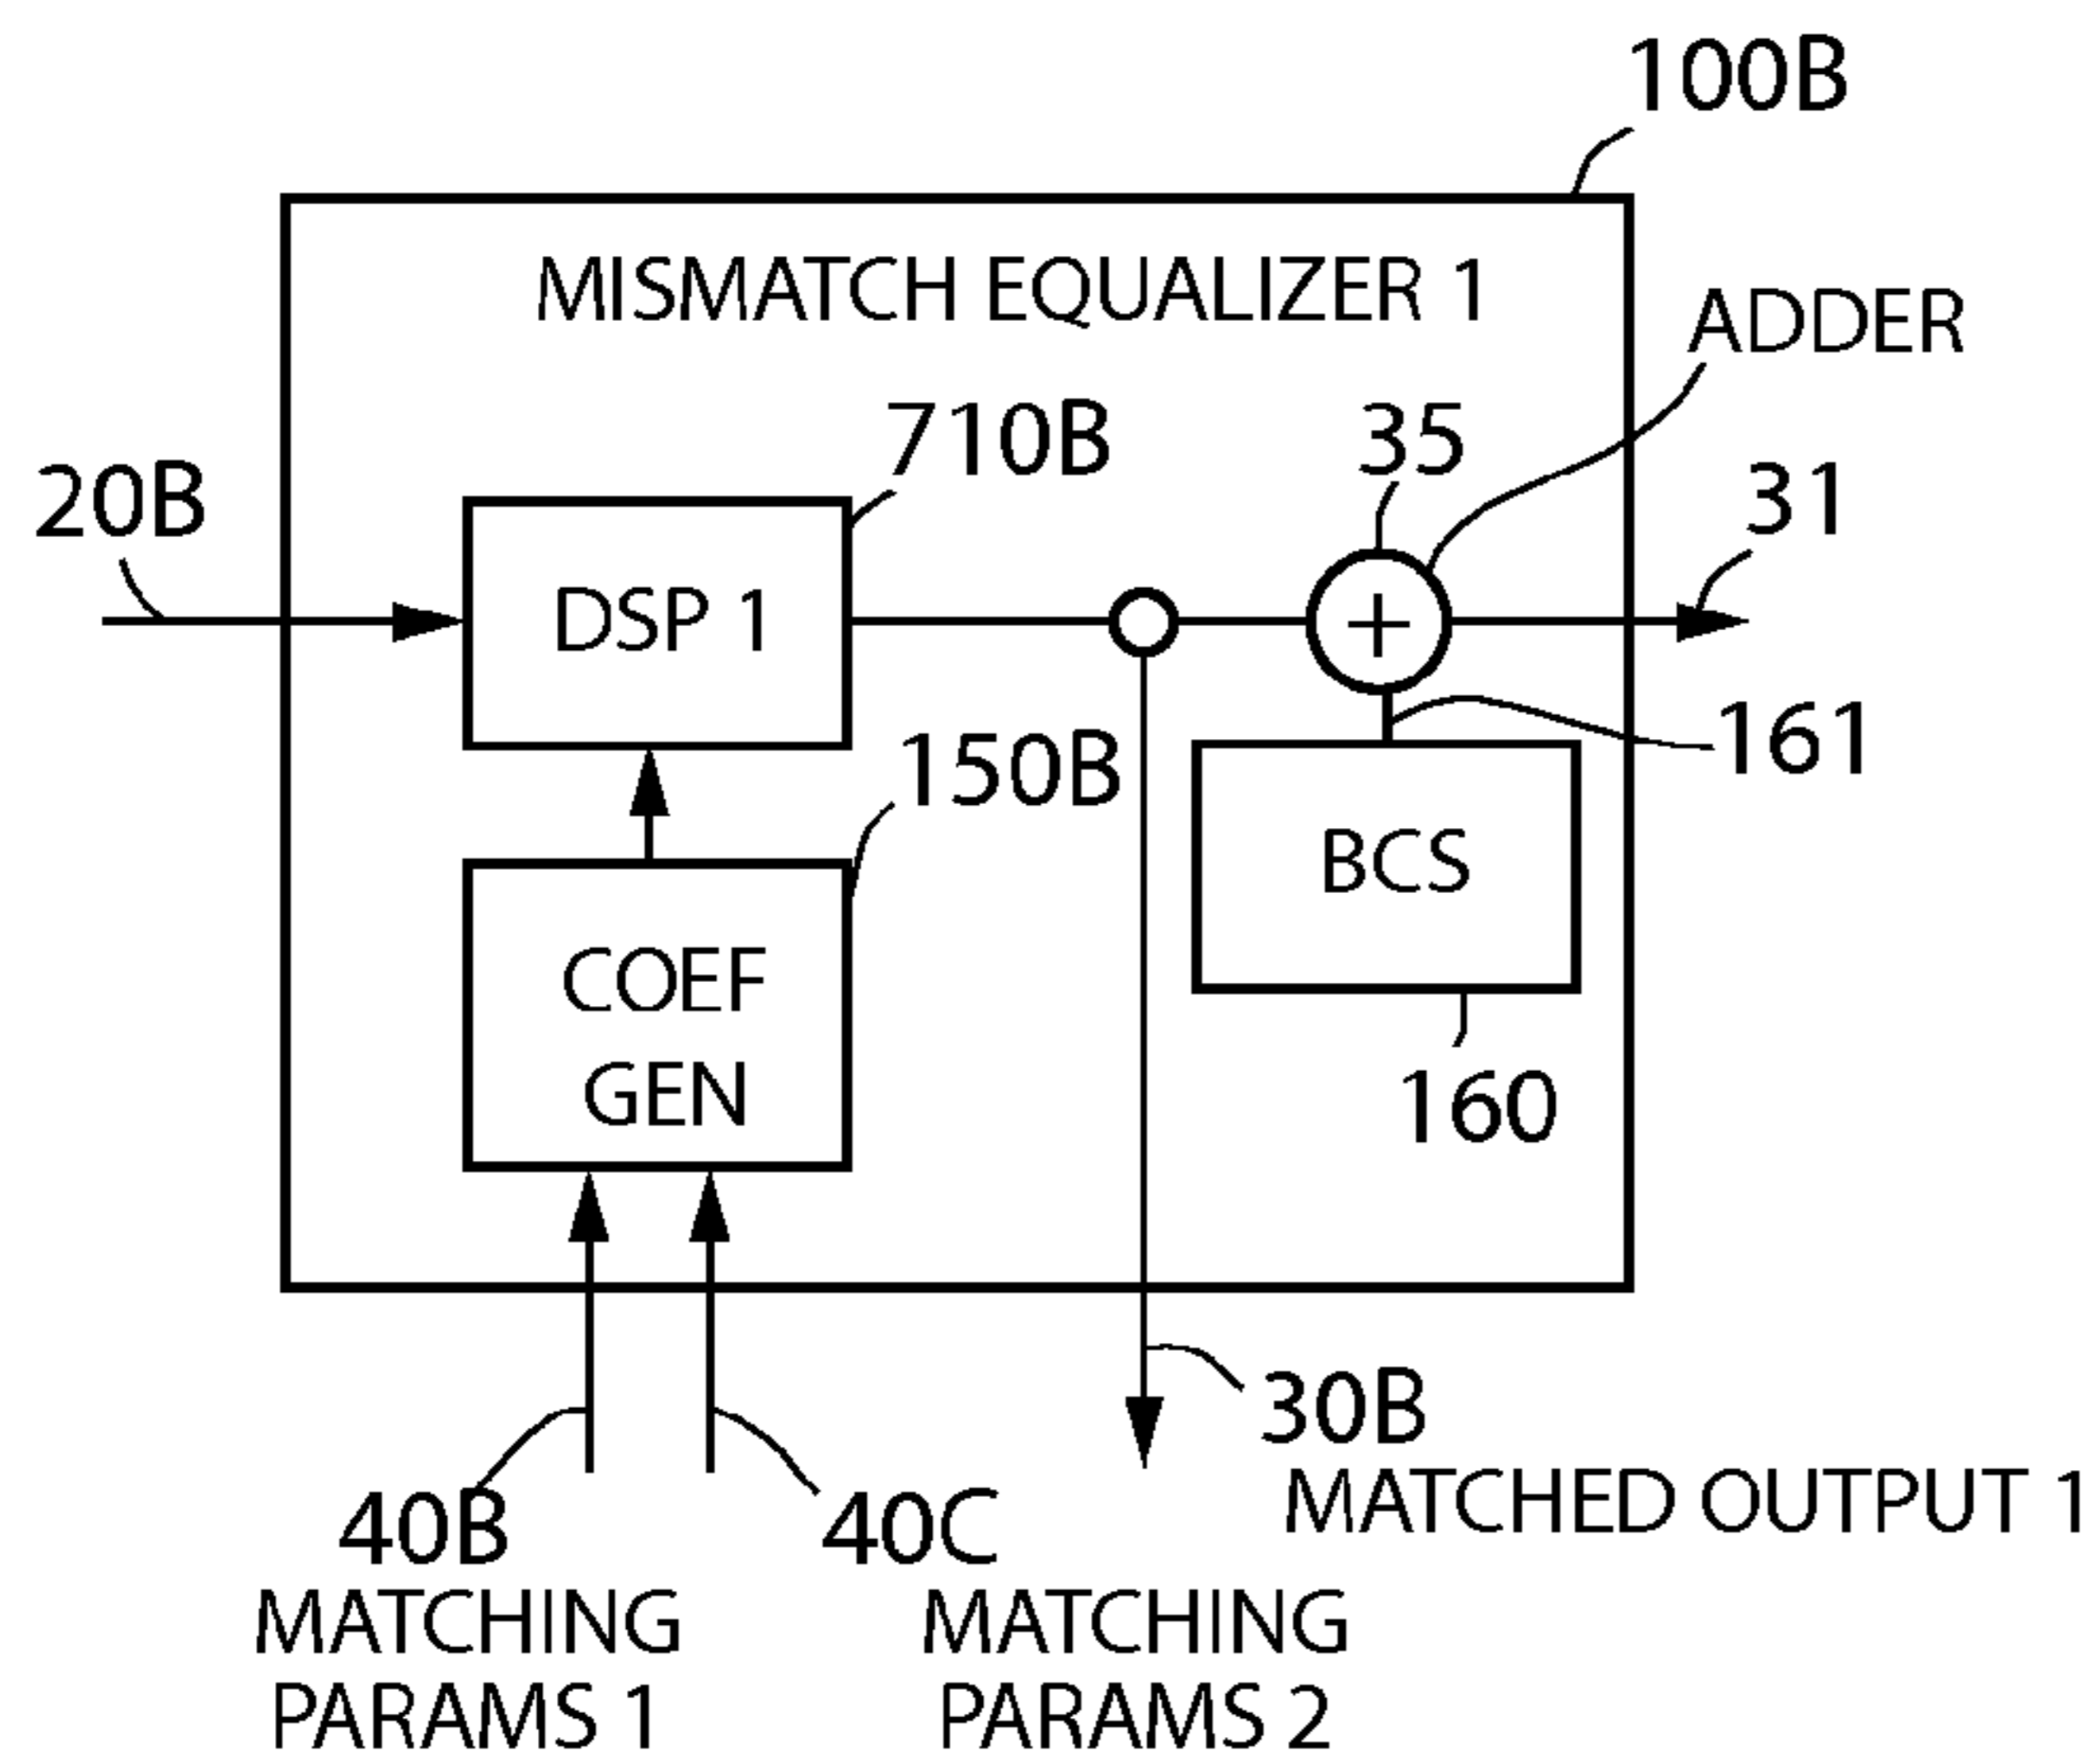 100B
MISMATCH EQUALIZER 1
ADDER
710B
35
31
20B
DSP 1
+
161
150B
BCS
COEF
GEN
160
30B
MATCHED OUTPUT 1
40B
MATCHING
PARAMS 1
40C
MATCHING
PARAMS 2